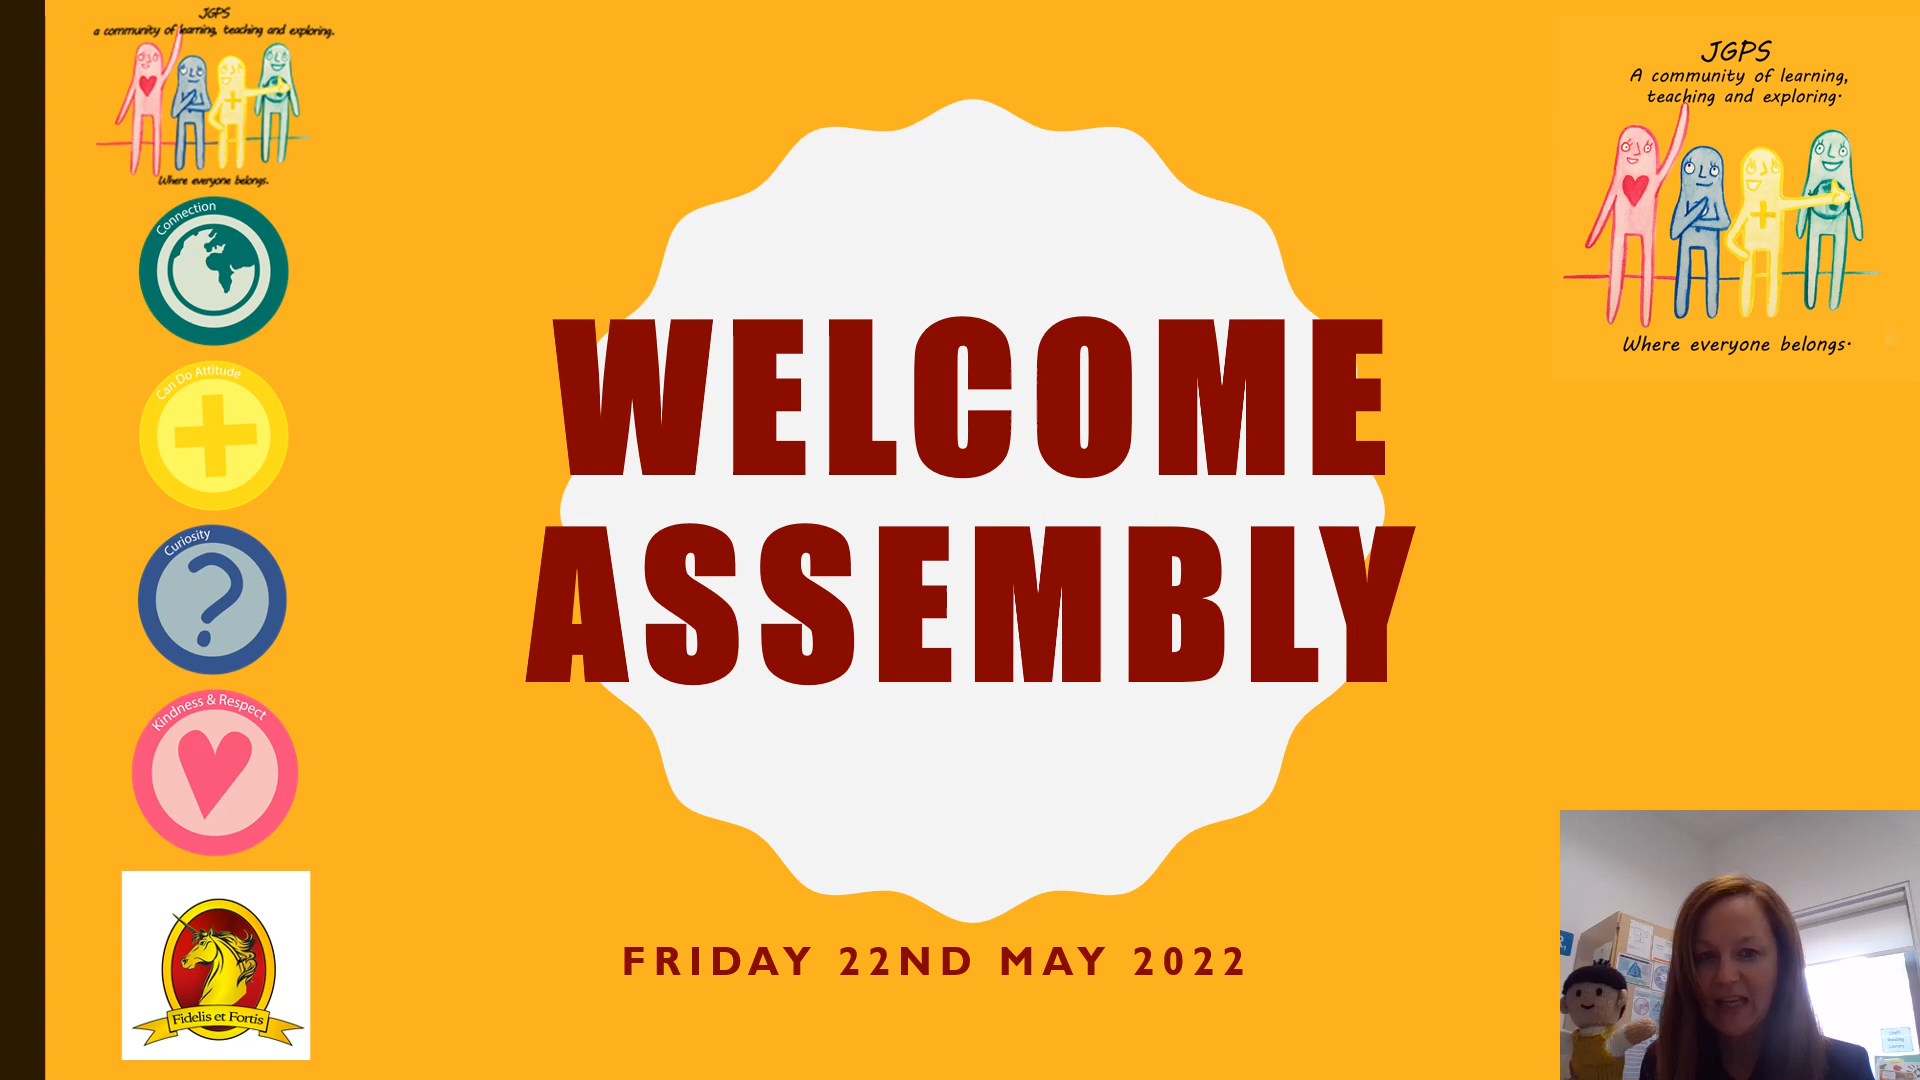 JGPS
a community of learning, teaching and exploring.
Where everyone belongs.
Connection
Can Do Attitude
Curiosity
Kindness & Respect
Fidelis et Fortis
WELCOME
ASSEMBLY
FRIDAY 22ND MAY 2022
JGPS
A community of learning,
teaching and exploring.
Where everyone belongs.